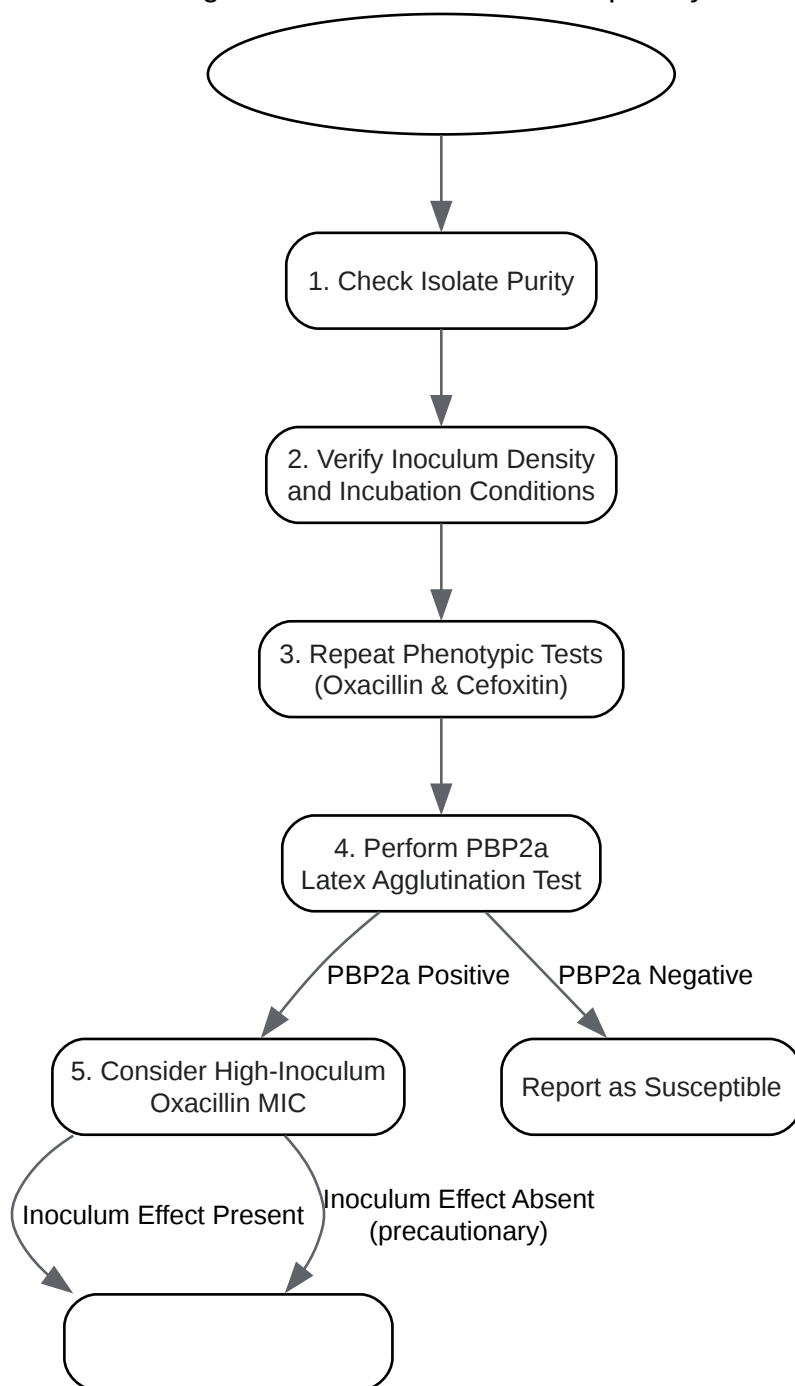 1. Check Isolate Purity
2. Verify Inoculum Density
and Incubation Conditions
3. Repeat Phenotypic Tests
(Oxacillin & Cefoxitin)
4. Perform PBP2a
Latex Agglutination Test
PBP2a Positive
PBP2a Negative
5. Consider High-Inoculum
Oxacillin MIC
Report as Susceptible
Inoculum Effect Present
Inoculum Effect Absent
(precautionary)